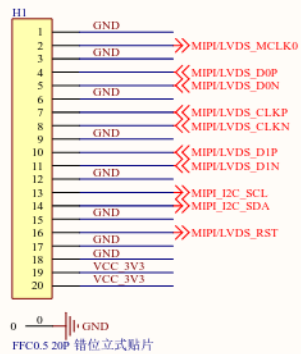 H1
1 GND
2 MIPI/LVDS_MCLK0
3 GND
4 MIPI/LVDS_D0P
5 MIPI/LVDS_D0N
6 GND
7 MIPI/LVDS_CLKP
8 MIPI/LVDS_CLKN
9 GND
10 MIPI/LVDS_D1P
11 MIPI/LVDS_D1N
12 GND
13 MIPI_I2C_SCL
14 MIPI_I2C_SDA
15 GND
16 MIPI/LVDS_RST
17 GND
18 GND
19 VCC_3V3
20 VCC_3V3
0 0 GND
FFC0.5 20P 错位立式贴片